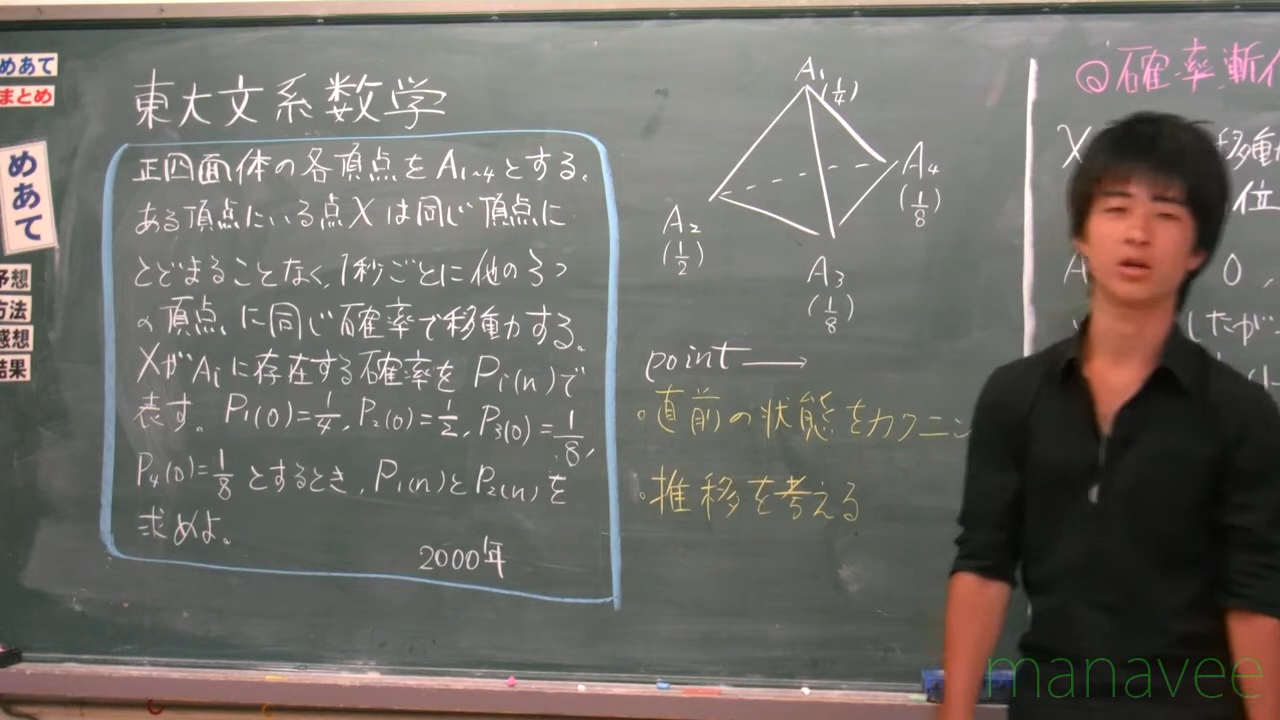 めあて
まとめ
めあて
予想
方法
感想
結果
東大文系数学
正四面体の各頂点をA1~4とする。
ある頂点にいる点Xは同じ頂点に
とどまることなく、1秒ごとに他の3つ
の頂点に同じ確率で移動する。
XがAiに存在する確率をPi(n)で
表す。P1(0)=1/4, P2(0)=1/2, P3(0)=1/8,
P4(0)=1/8とするとき、P1(n)とP2(n)を
求めよ。
2000年
A1 (1/4)
A2 (1/2)
A3 (1/8)
A4 (1/8)
point →
・直前の状態をカクニン
・推移を考える
◎確率漸化
X 移動
位
A 0,
したが
manavee